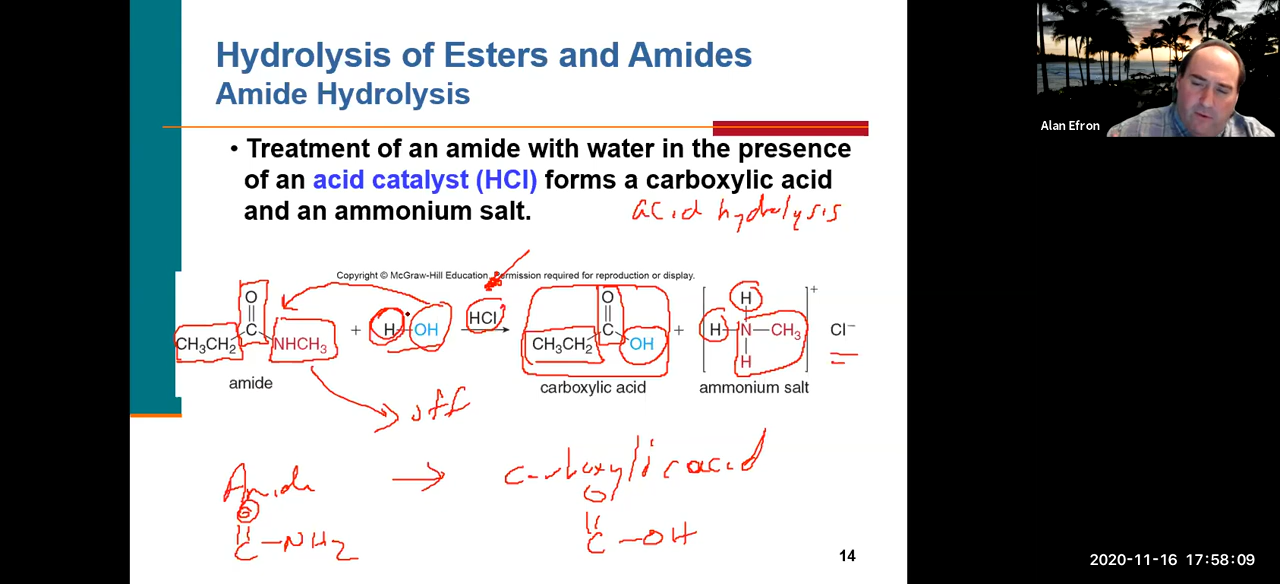 Hydrolysis of Esters and Amides
Amide Hydrolysis
Alan Efron
• Treatment of an amide with water in the presence
of an acid catalyst (HCl) forms a carboxylic acid
and an ammonium salt.
acid hydrolysis
Copyright © McGraw-Hill Education. Permission required for reproduction or display.
O O H +
C + H—OH HCl C + H—N—CH3 Cl−
CH3CH2 NHCH3 CH3CH2 OH H
amide carboxylic acid ammonium salt
off
Amide → carboxylic acid
O O
C—NH2 C—OH
14
2020-11-16 17:58:09